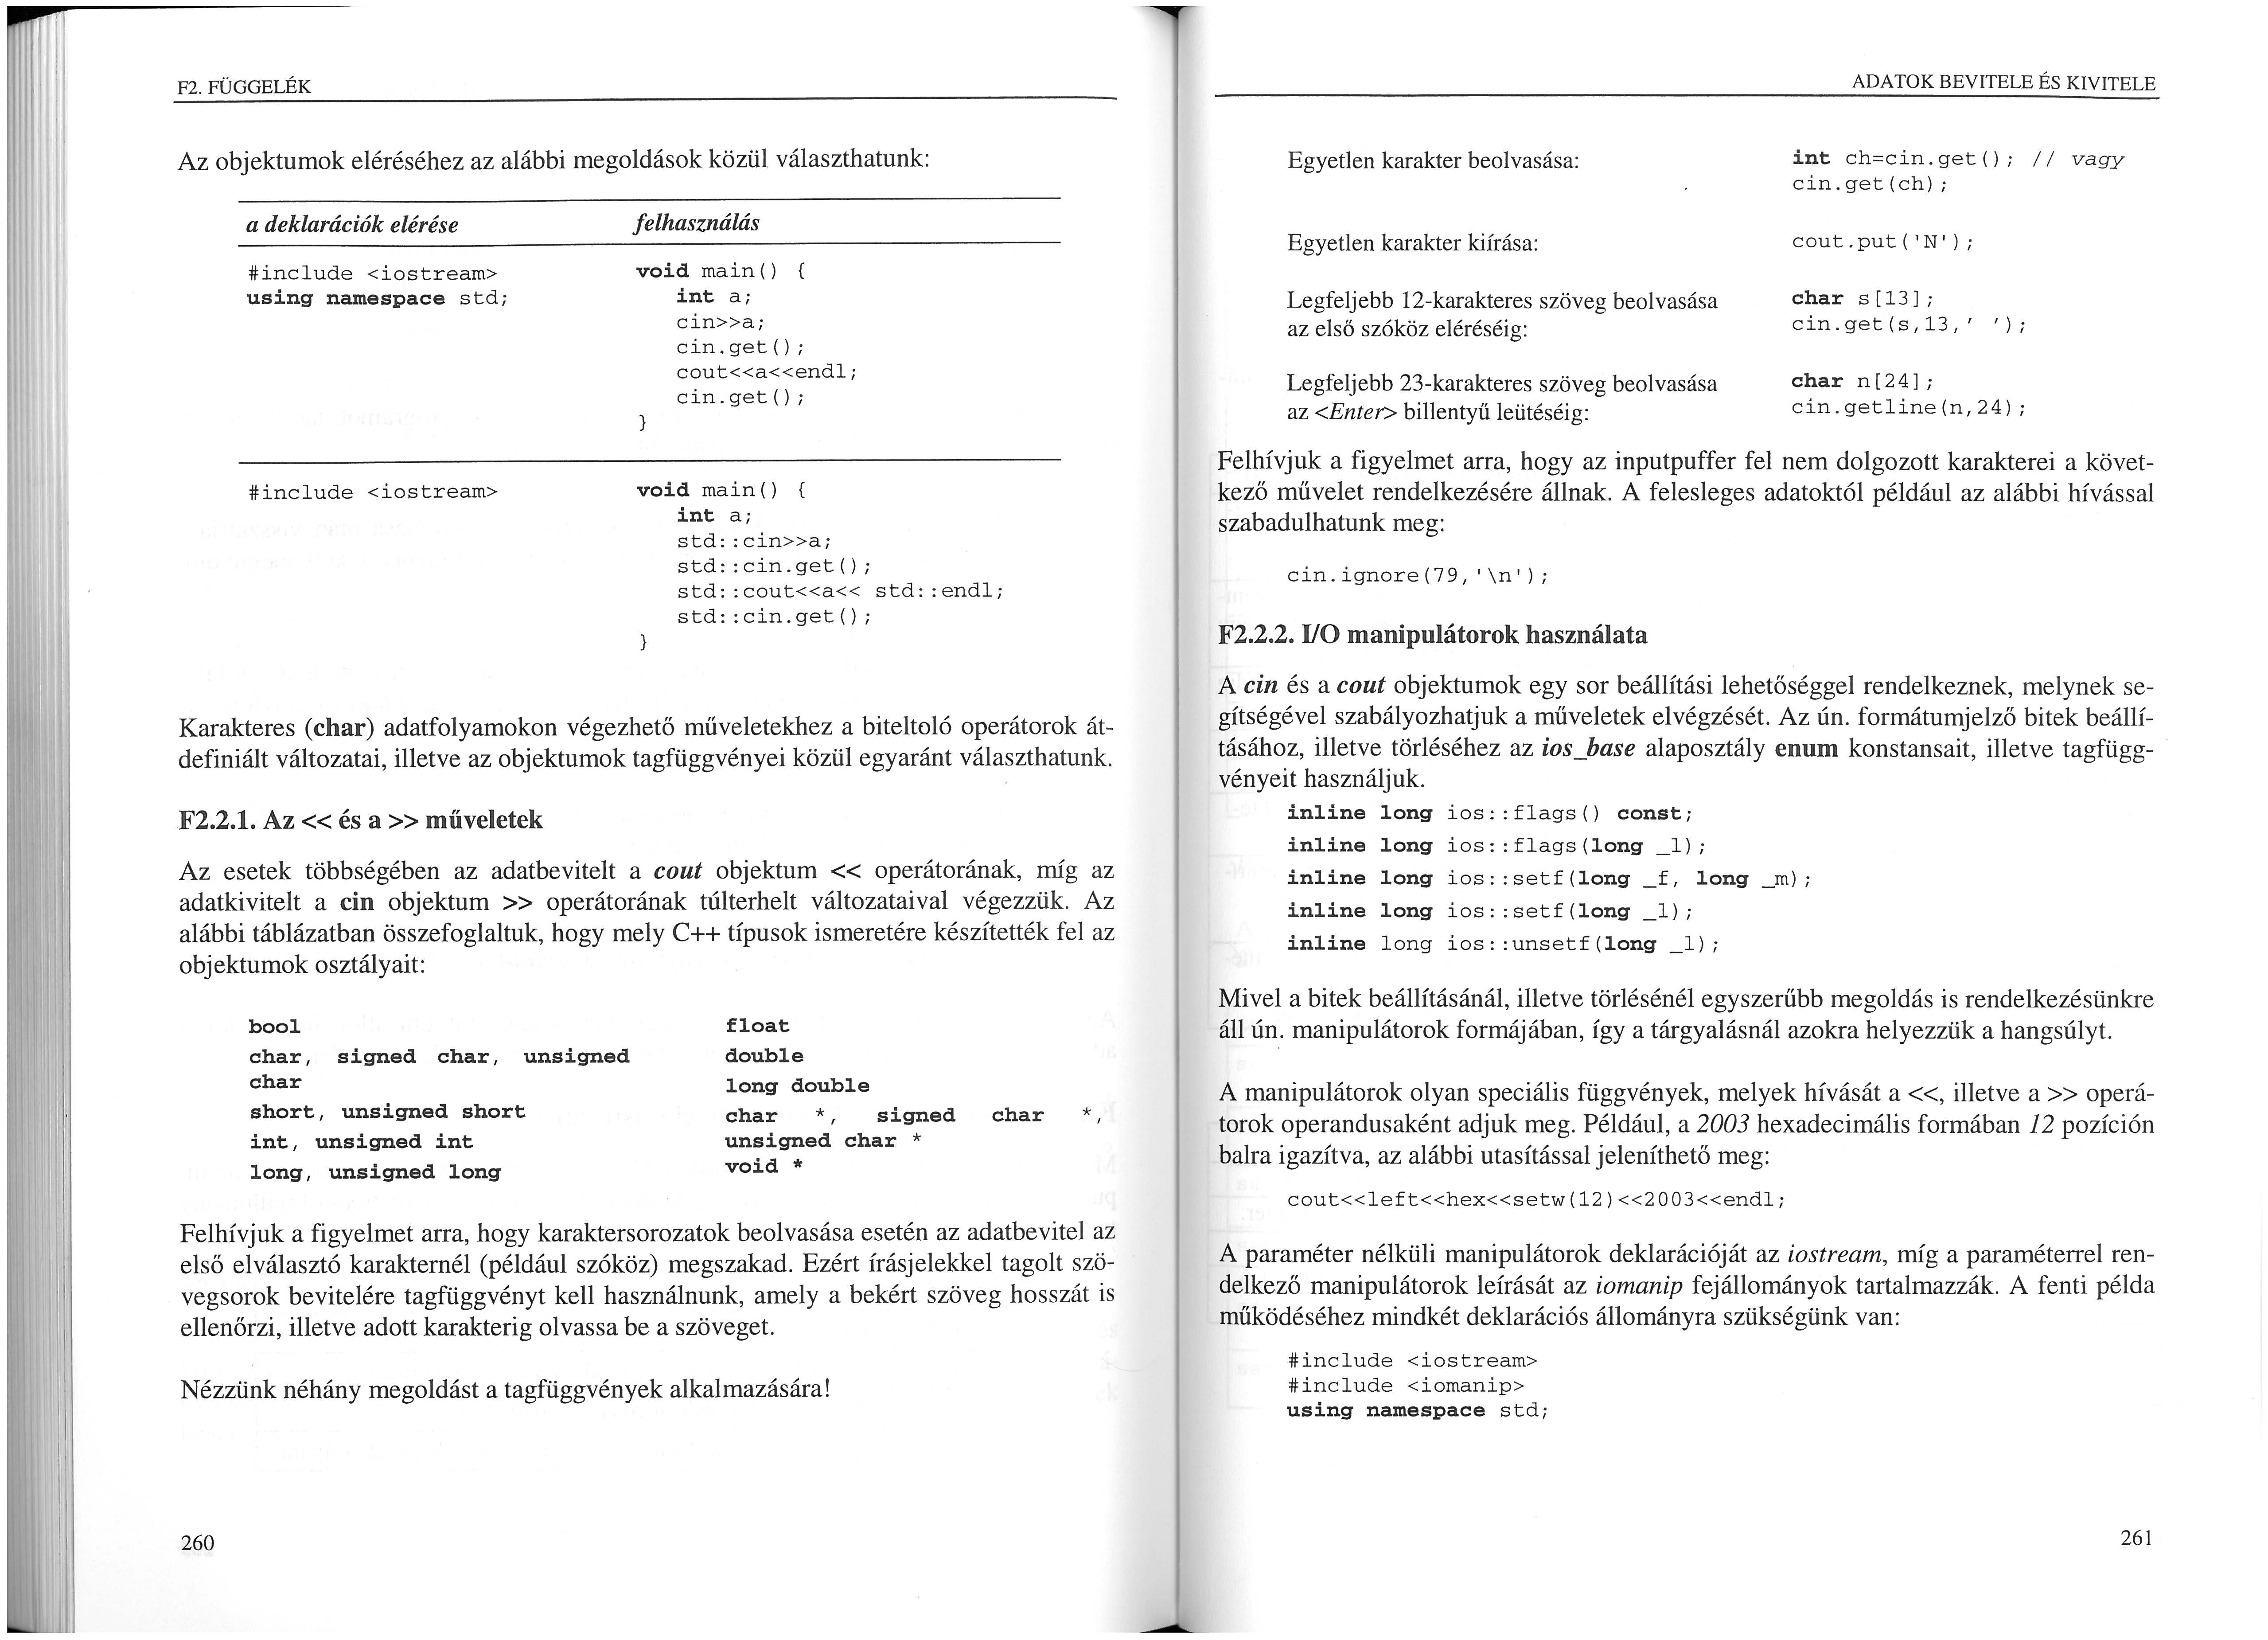 F2. FÜGGELÉK
Az objektumok eléréséhez az alábbi megoldások közül választhatunk:
a deklarációk elérése felhasználás
#include <iostream> void main() {
using namespace std; int a;
cin>>a;
cin.get();
cout<<a<<endl;
cin.get();
}
#include <iostream> void main() {
int a;
std::cin>>a;
std::cin.get();
std::cout<<a<< std::endl;
std::cin.get();
}
Karakteres (char) adatfolyamokon végezhető műveletekhez a biteltoló operátorok át-
definiált változatai, illetve az objektumok tagfüggvényei közül egyaránt választhatunk.
F2.2.1. Az << és a >> műveletek
Az esetek többségében az adatbevitelt a cout objektum << operátorának, míg az
adatkivitelt a cin objektum >> operátorának túlterhelt változataival végezzük. Az
alábbi táblázatban összefoglaltuk, hogy mely C++ típusok ismeretére készítették fel az
objektumok osztályait:
bool
char, signed char, unsigned
char
short, unsigned short
int, unsigned int
long, unsigned long
float
double
long double
char *, signed char *,
unsigned char *
void *
Felhívjuk a figyelmet arra, hogy karaktersorozatok beolvasása esetén az adatbevitel az
első elválasztó karakternél (például szóköz) megszakad. Ezért írásjelekkel tagolt szö-
vegsorok bevitelére tagfüggvényt kell használnunk, amely a bekért szöveg hosszát is
ellenőrzi, illetve adott karakterig olvassa be a szöveget.
Nézzünk néhány megoldást a tagfüggvények alkalmazására!
260
ADATOK BEVITELE ÉS KIVITELE
Egyetlen karakter beolvasása: int ch=cin.get(); // vagy
cin.get(ch);
Egyetlen karakter kiírása: cout.put('N');
Legfeljebb 12-karakteres szöveg beolvasása char s[13];
az első szóköz eléréséig: cin.get(s,13,' ');
Legfeljebb 23-karakteres szöveg beolvasása char n[24];
az <Enter> billentyű leütéséig: cin.getline(n,24);
Felhívjuk a figyelmet arra, hogy az inputpuffer fel nem dolgozott karakterei a követ-
kező művelet rendelkezésére állnak. A felesleges adatoktól például az alábbi hívással
szabadulhatunk meg:
cin.ignore(79,'\n');
F2.2.2. I/O manipulátorok használata
A cin és a cout objektumok egy sor beállítási lehetőséggel rendelkeznek, melynek se-
gítségével szabályozhatjuk a műveletek elvégzését. Az ún. formátumjelző bitek beállí-
tásához, illetve törléséhez az ios_base alaposztály enum konstansait, illetve tagfügg-
vényeit használjuk.
inline long ios::flags() const;
inline long ios::flags(long _l);
inline long ios::setf(long _f, long _m);
inline long ios::setf(long _l);
inline long ios::unsetf(long _l);
Mivel a bitek beállításánál, illetve törlésénél egyszerűbb megoldás is rendelkezésünkre
áll ún. manipulátorok formájában, így a tárgyalásnál azokra helyezzük a hangsúlyt.
A manipulátorok olyan speciális függvények, melyek hívását a <<, illetve a >> operá-
torok operandusaként adjuk meg. Például, a 2003 hexadecimális formában 12 pozíción
balra igazítva, az alábbi utasítással jeleníthető meg:
cout<<left<<hex<<setw(12)<<2003<<endl;
A paraméter nélküli manipulátorok deklarációját az iostream, míg a paraméterrel ren-
delkező manipulátorok leírását az iomanip fejállományok tartalmazzák. A fenti példa
működéséhez mindkét deklarációs állományra szükségünk van:
#include <iostream>
#include <iomanip>
using namespace std;
261